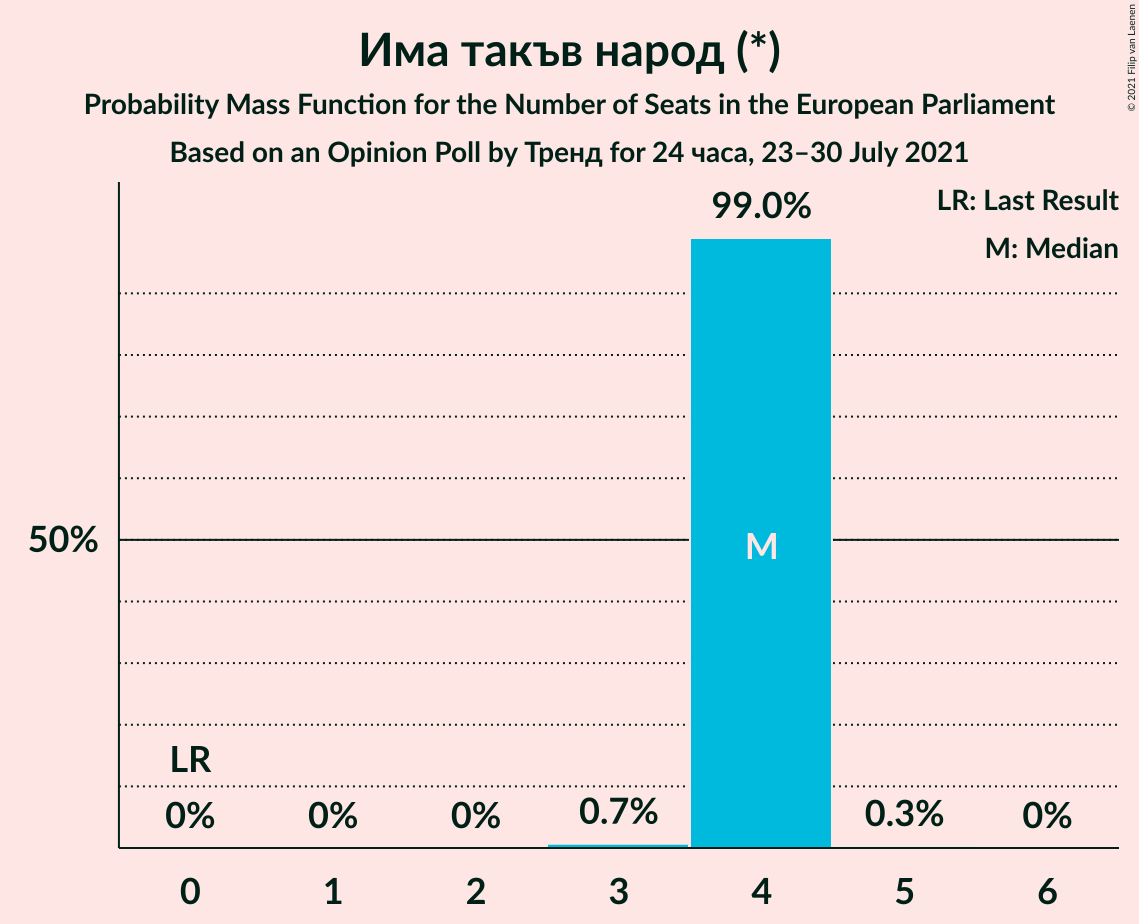 Има такъв народ (*)
Probability Mass Function for the Number of Seats in the European Parliament
Based on an Opinion Poll by Тренд for 24 часа, 23–30 July 2021
© 2021 Filip van Laenen
LR: Last Result
M: Median
99.0%
50%
M
LR
0%
0%
0%
0.7%
0.3%
0%
0
1
2
3
4
5
6